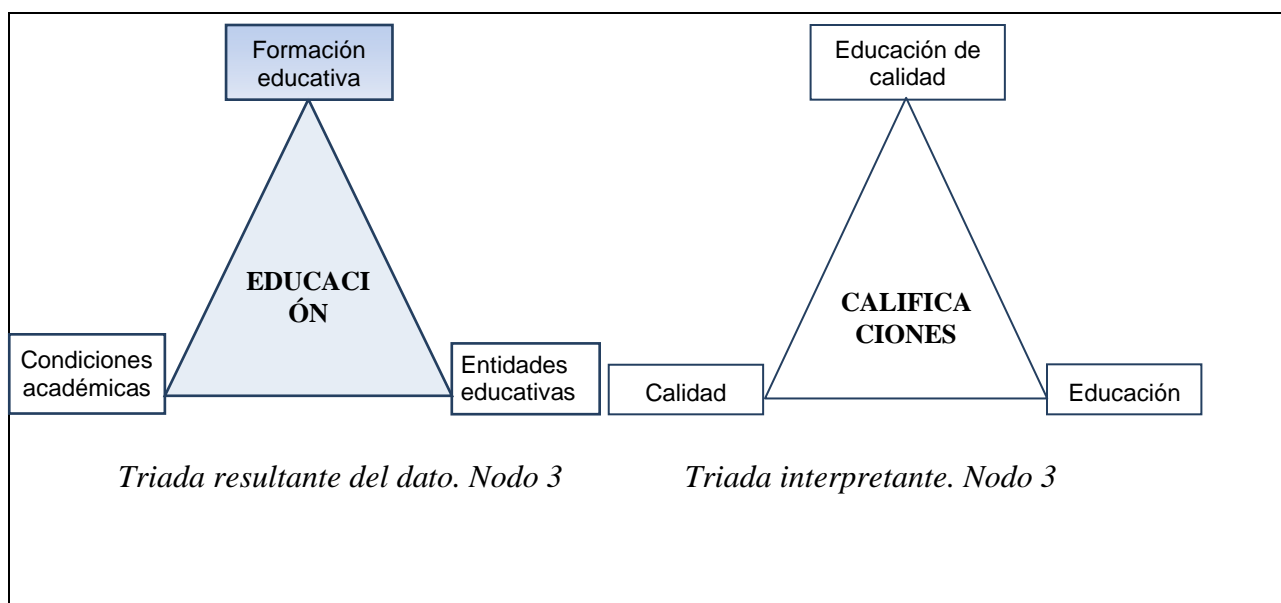 Formación
educativa
EDUCACI
ÓN
Condiciones
académicas
Entidades
educativas
Triada resultante del dato. Nodo 3
Educación de
calidad
CALIFICA
CIONES
Calidad
Educación
Triada interpretante. Nodo 3